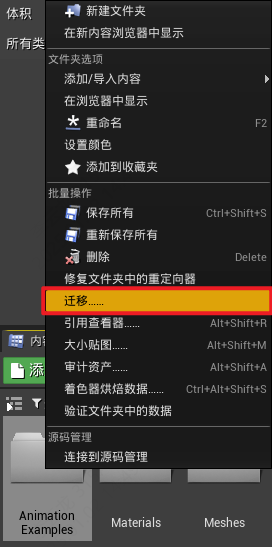 体积
所有类
新建文件夹
在新内容浏览器中显示
文件夹选项
添加/导入内容
在浏览器中显示
重命名 F2
设置颜色
添加到收藏夹
批量操作
保存所有 Ctrl+Shift+S
重新保存所有
删除 Delete
修复文件夹中的重定向器
迁移......
引用查看器...... Alt+Shift+R
大小贴图...... Alt+Shift+M
审计资产...... Alt+Shift+A
着色器烘焙数据...... Ctrl+Alt+Shift+S
验证文件夹中的数据
源码管理
连接到源码管理
内
添
Animation
Examples
Materials
Meshes